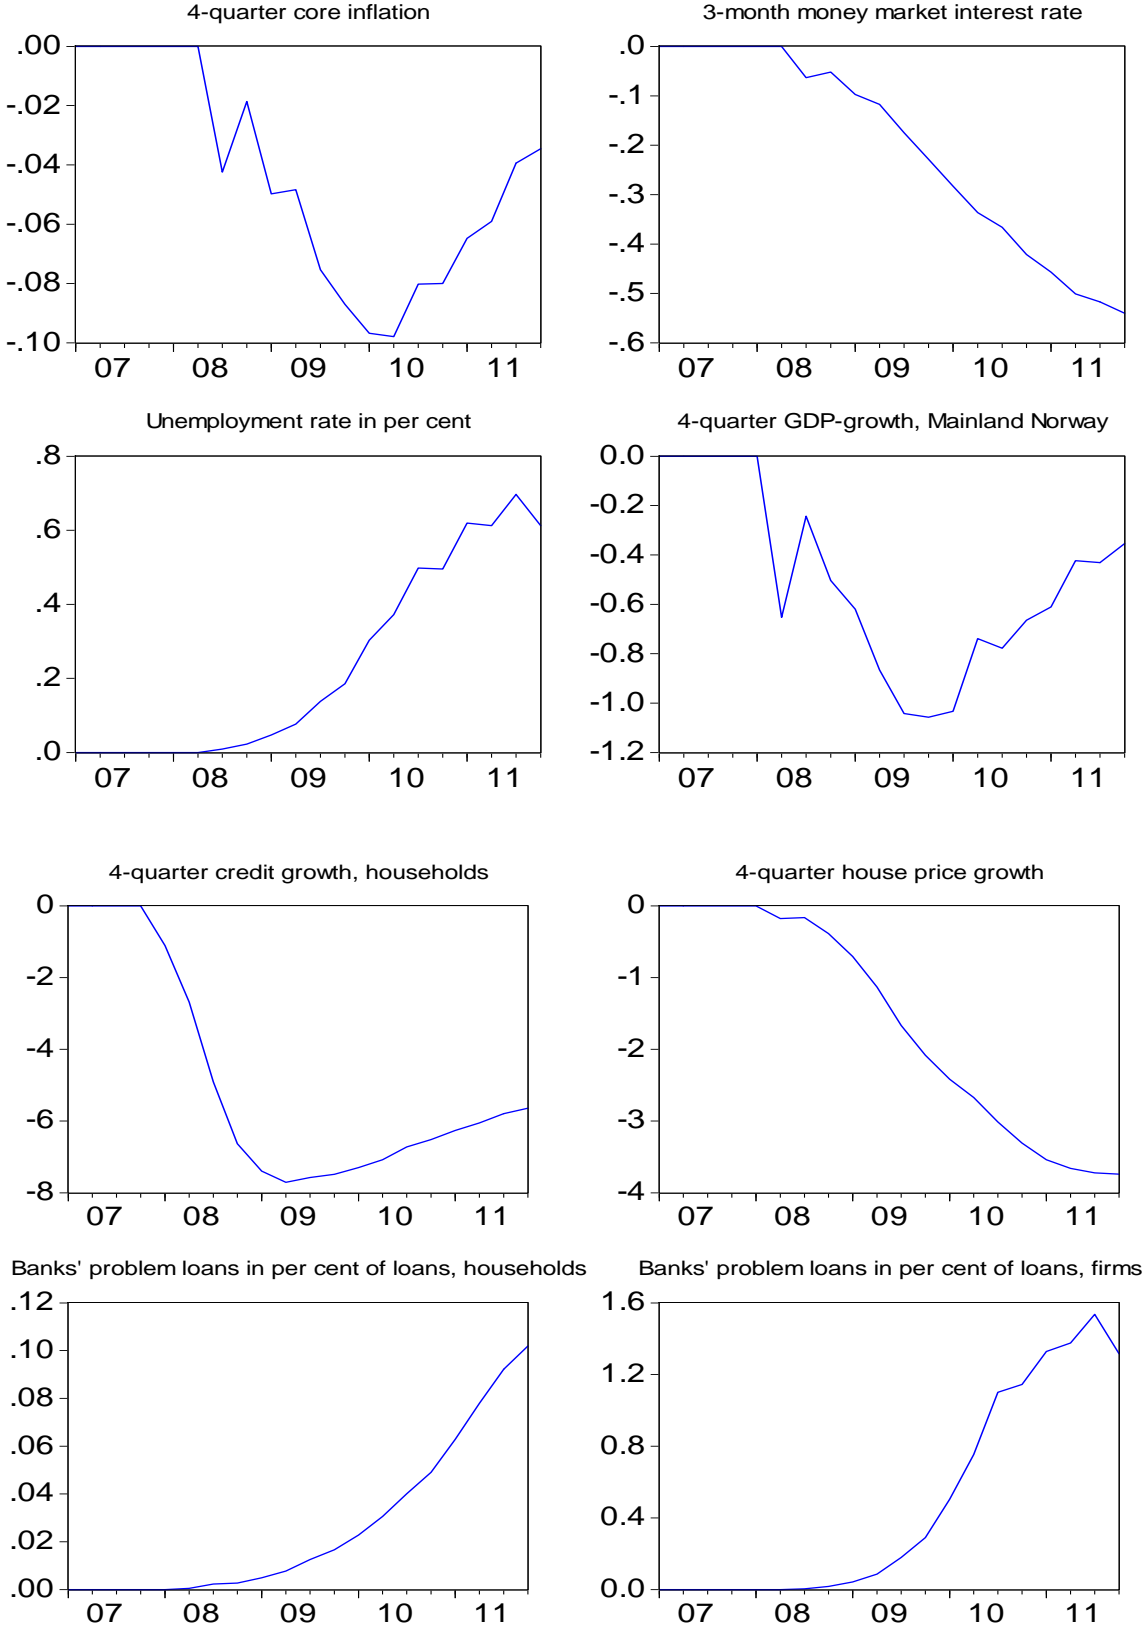 4-quarter core inflation
.00
-.02
-.04
-.06
-.08
-.10
07 08 09 10 11
3-month money market interest rate
.0
-.1
-.2
-.3
-.4
-.5
-.6
07 08 09 10 11
Unemployment rate in per cent
.8
.6
.4
.2
.0
07 08 09 10 11
4-quarter GDP-growth, Mainland Norway
0.0
-0.2
-0.4
-0.6
-0.8
-1.0
-1.2
07 08 09 10 11
4-quarter credit growth, households
0
-2
-4
-6
-8
07 08 09 10 11
4-quarter house price growth
0
-1
-2
-3
-4
07 08 09 10 11
Banks' problem loans in per cent of loans, households
.12
.10
.08
.06
.04
.02
.00
07 08 09 10 11
Banks' problem loans in per cent of loans, firms
1.6
1.2
0.8
0.4
0.0
07 08 09 10 11